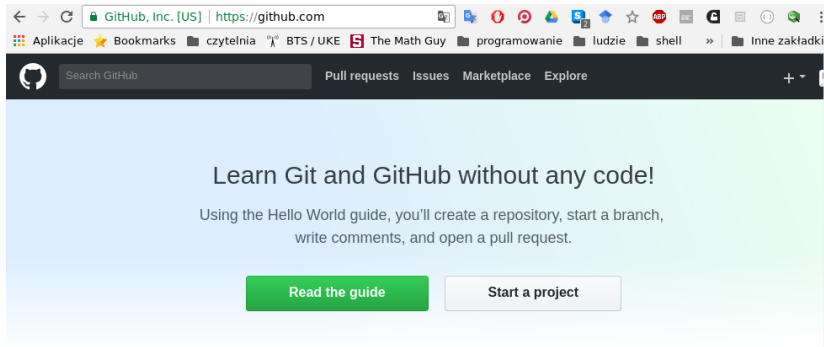 GitHub, Inc. [US] https://github.com
Aplikacje Bookmarks czytelnia BTS / UKE The Math Guy programowanie ludzie shell » Inne zakładki
Search GitHub Pull requests Issues Marketplace Explore
Learn Git and GitHub without any code!
Using the Hello World guide, you’ll create a repository, start a branch,
write comments, and open a pull request.
Read the guide Start a project